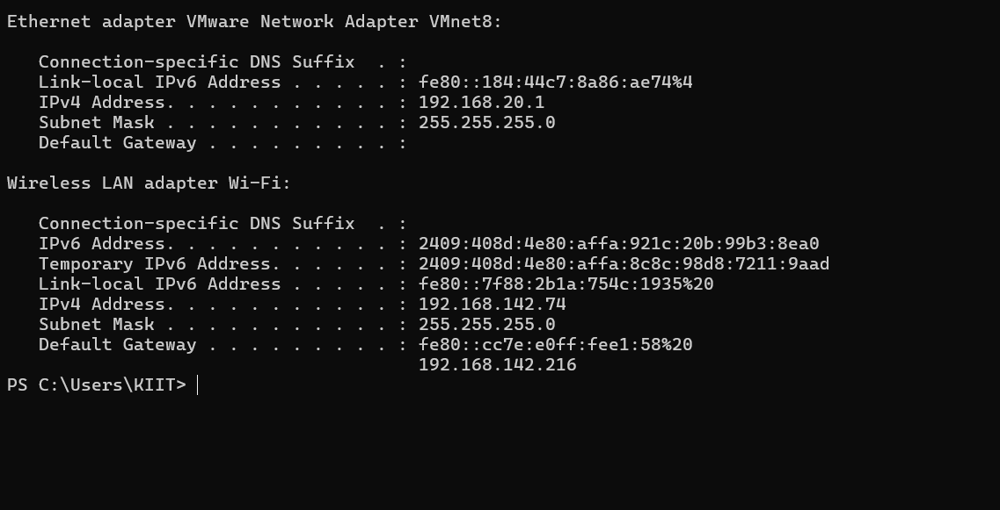 Ethernet adapter VMware Network Adapter VMnet8:
Connection-specific DNS Suffix  . :
Link-local IPv6 Address . . . . . : fe80::184:44c7:8a86:ae74%4
IPv4 Address. . . . . . . . . . . : 192.168.20.1
Subnet Mask . . . . . . . . . . . : 255.255.255.0
Default Gateway . . . . . . . . . :
Wireless LAN adapter Wi-Fi:
Connection-specific DNS Suffix  . :
IPv6 Address. . . . . . . . . . . : 2409:408d:4e80:affa:921c:20b:99b3:8ea0
Temporary IPv6 Address. . . . . . : 2409:408d:4e80:affa:8c8c:98d8:7211:9aad
Link-local IPv6 Address . . . . . : fe80::7f88:2b1a:754c:1935%20
IPv4 Address. . . . . . . . . . . : 192.168.142.74
Subnet Mask . . . . . . . . . . . : 255.255.255.0
Default Gateway . . . . . . . . . : fe80::cc7e:e0ff:fee1:58%20
192.168.142.216
PS C:\Users\KIIT>